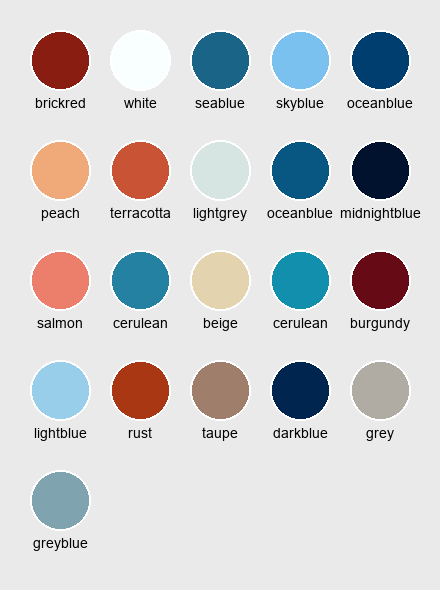 brickred white seablue skyblue oceanblue
peach terracotta lightgrey oceanblue midnightblue
salmon cerulean beige cerulean burgundy
lightblue rust taupe darkblue grey
greyblue